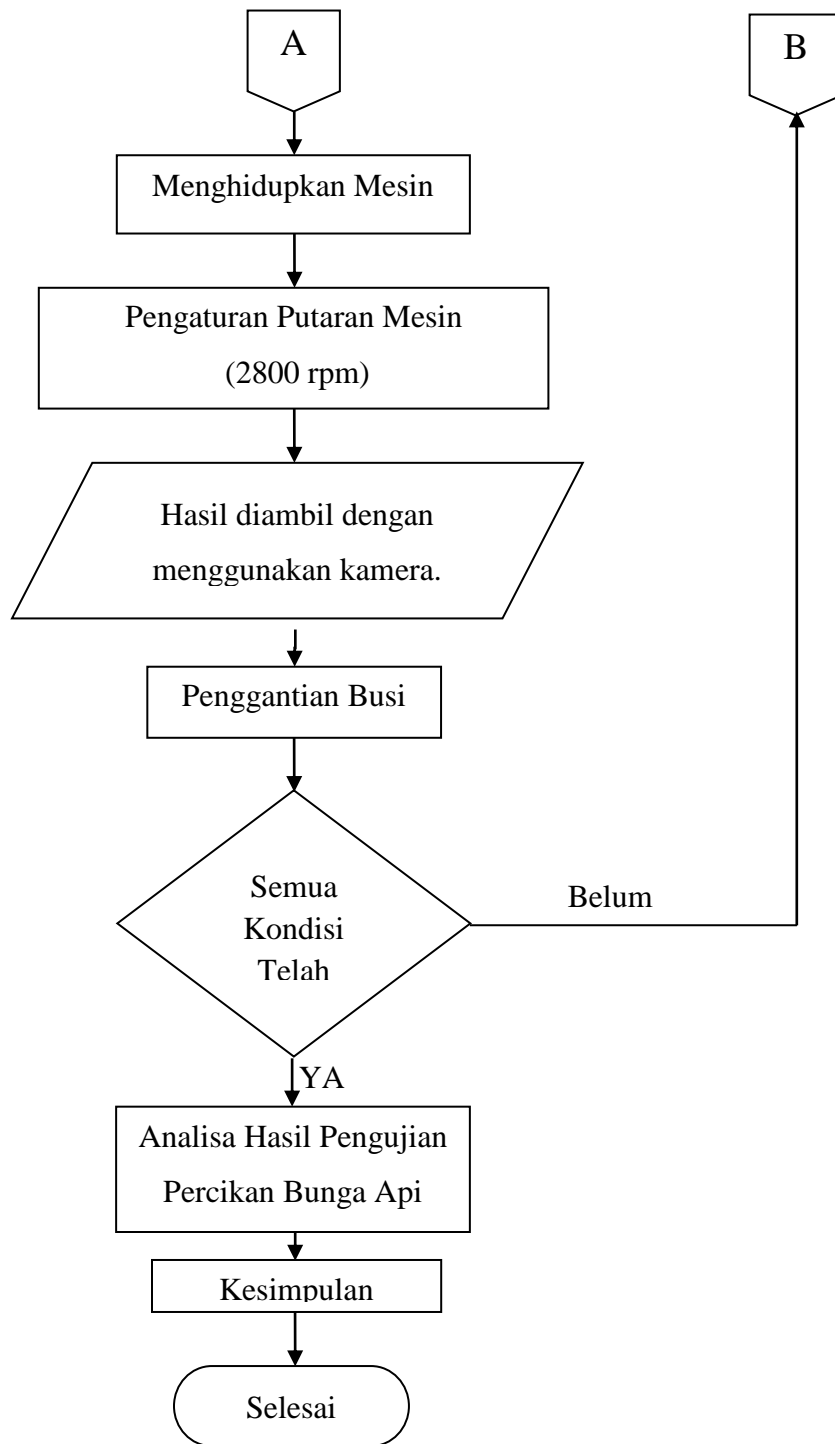 A
B
Menghidupkan Mesin
Pengaturan Putaran Mesin
(2800 rpm)
Hasil diambil dengan
menggunakan kamera.
Penggantian Busi
Semua
Kondisi
Telah
Belum
YA
Analisa Hasil Pengujian
Percikan Bunga Api
Kesimpulan
Selesai